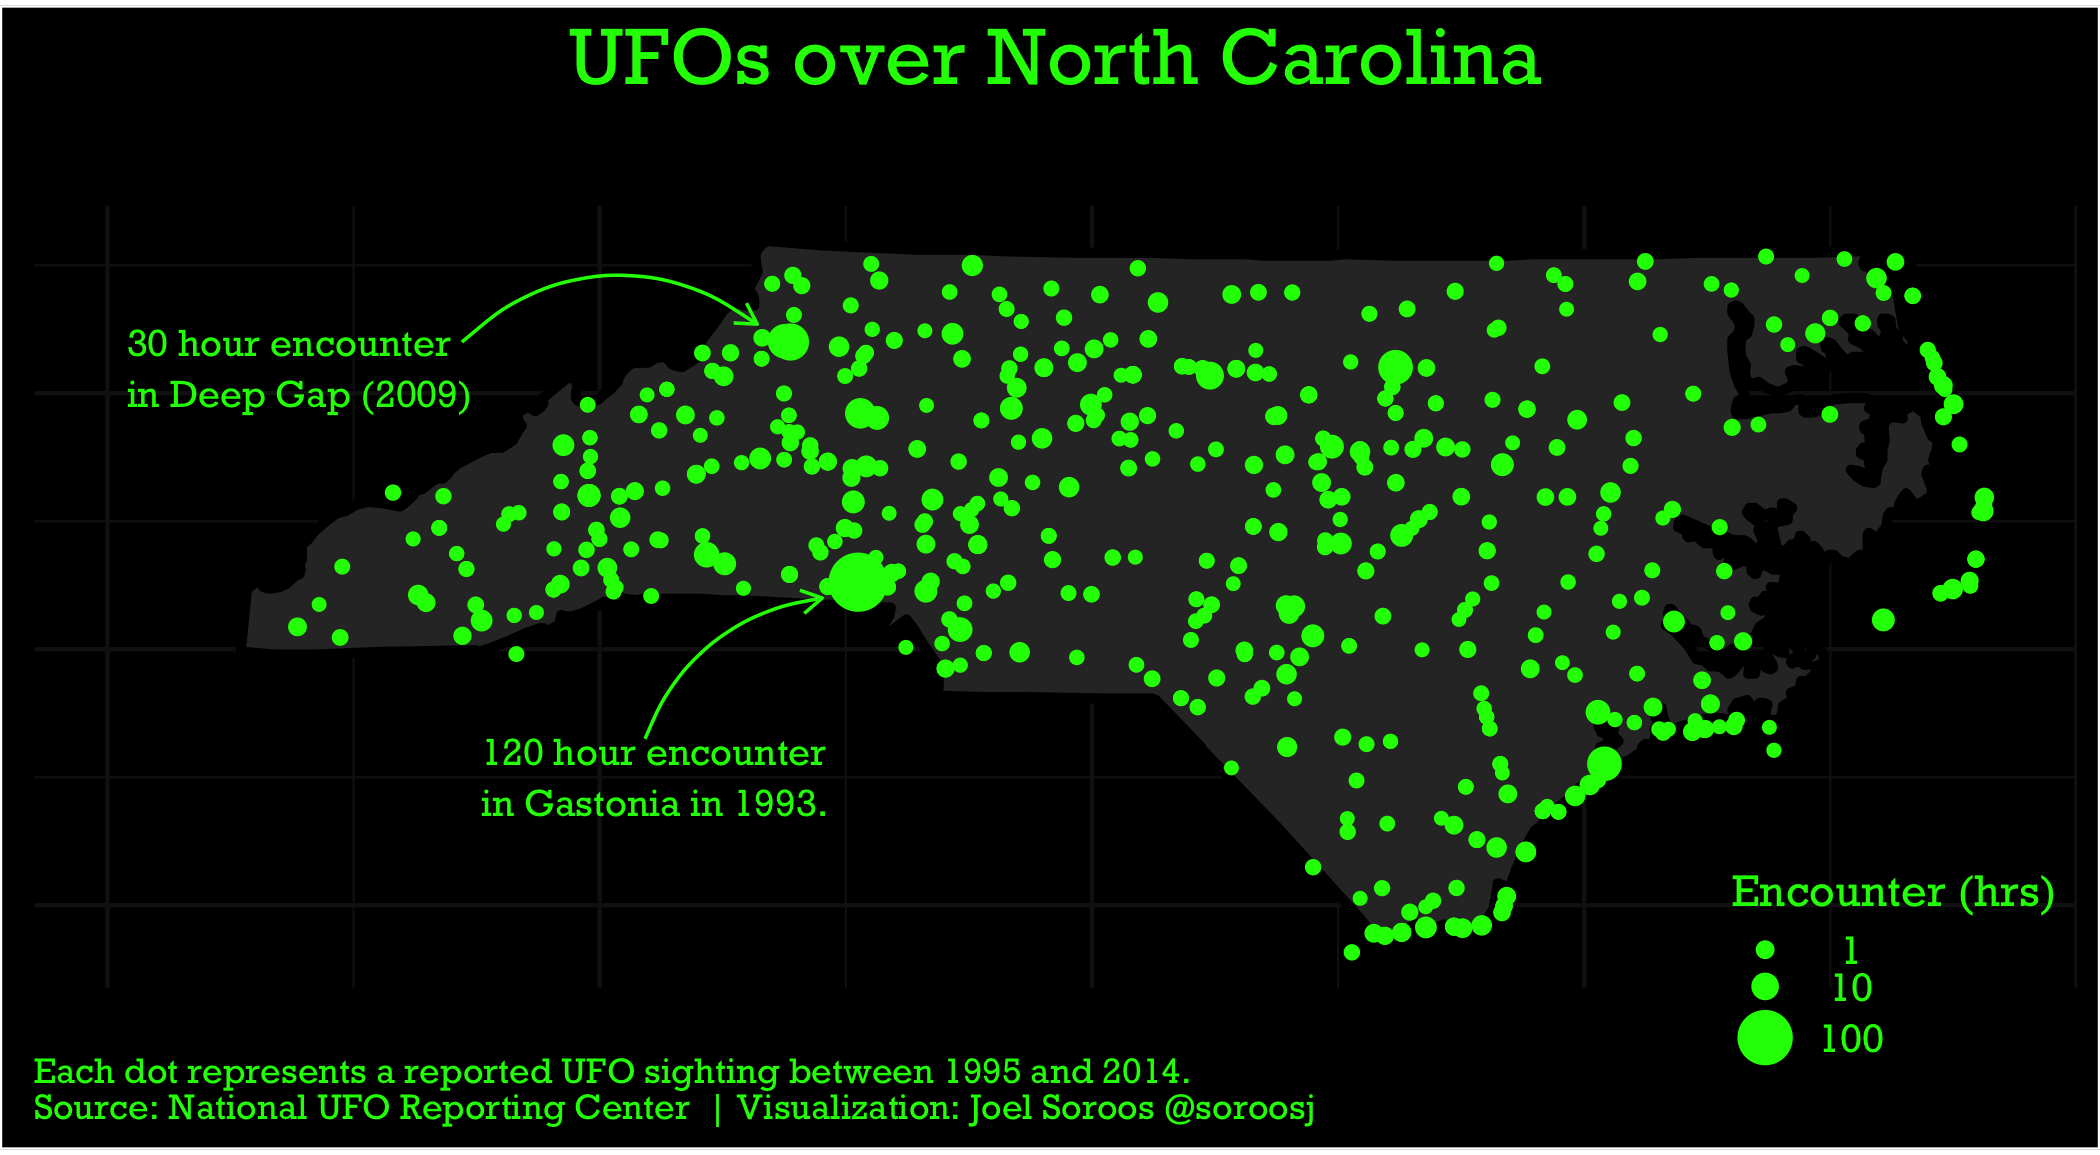 UFOs over North Carolina
30 hour encounter
in Deep Gap (2009)
120 hour encounter
in Gastonia in 1993.
Encounter (hrs)
1
10
100
Each dot represents a reported UFO sighting between 1995 and 2014.
Source: National UFO Reporting Center | Visualization: Joel Soroos @soroosj